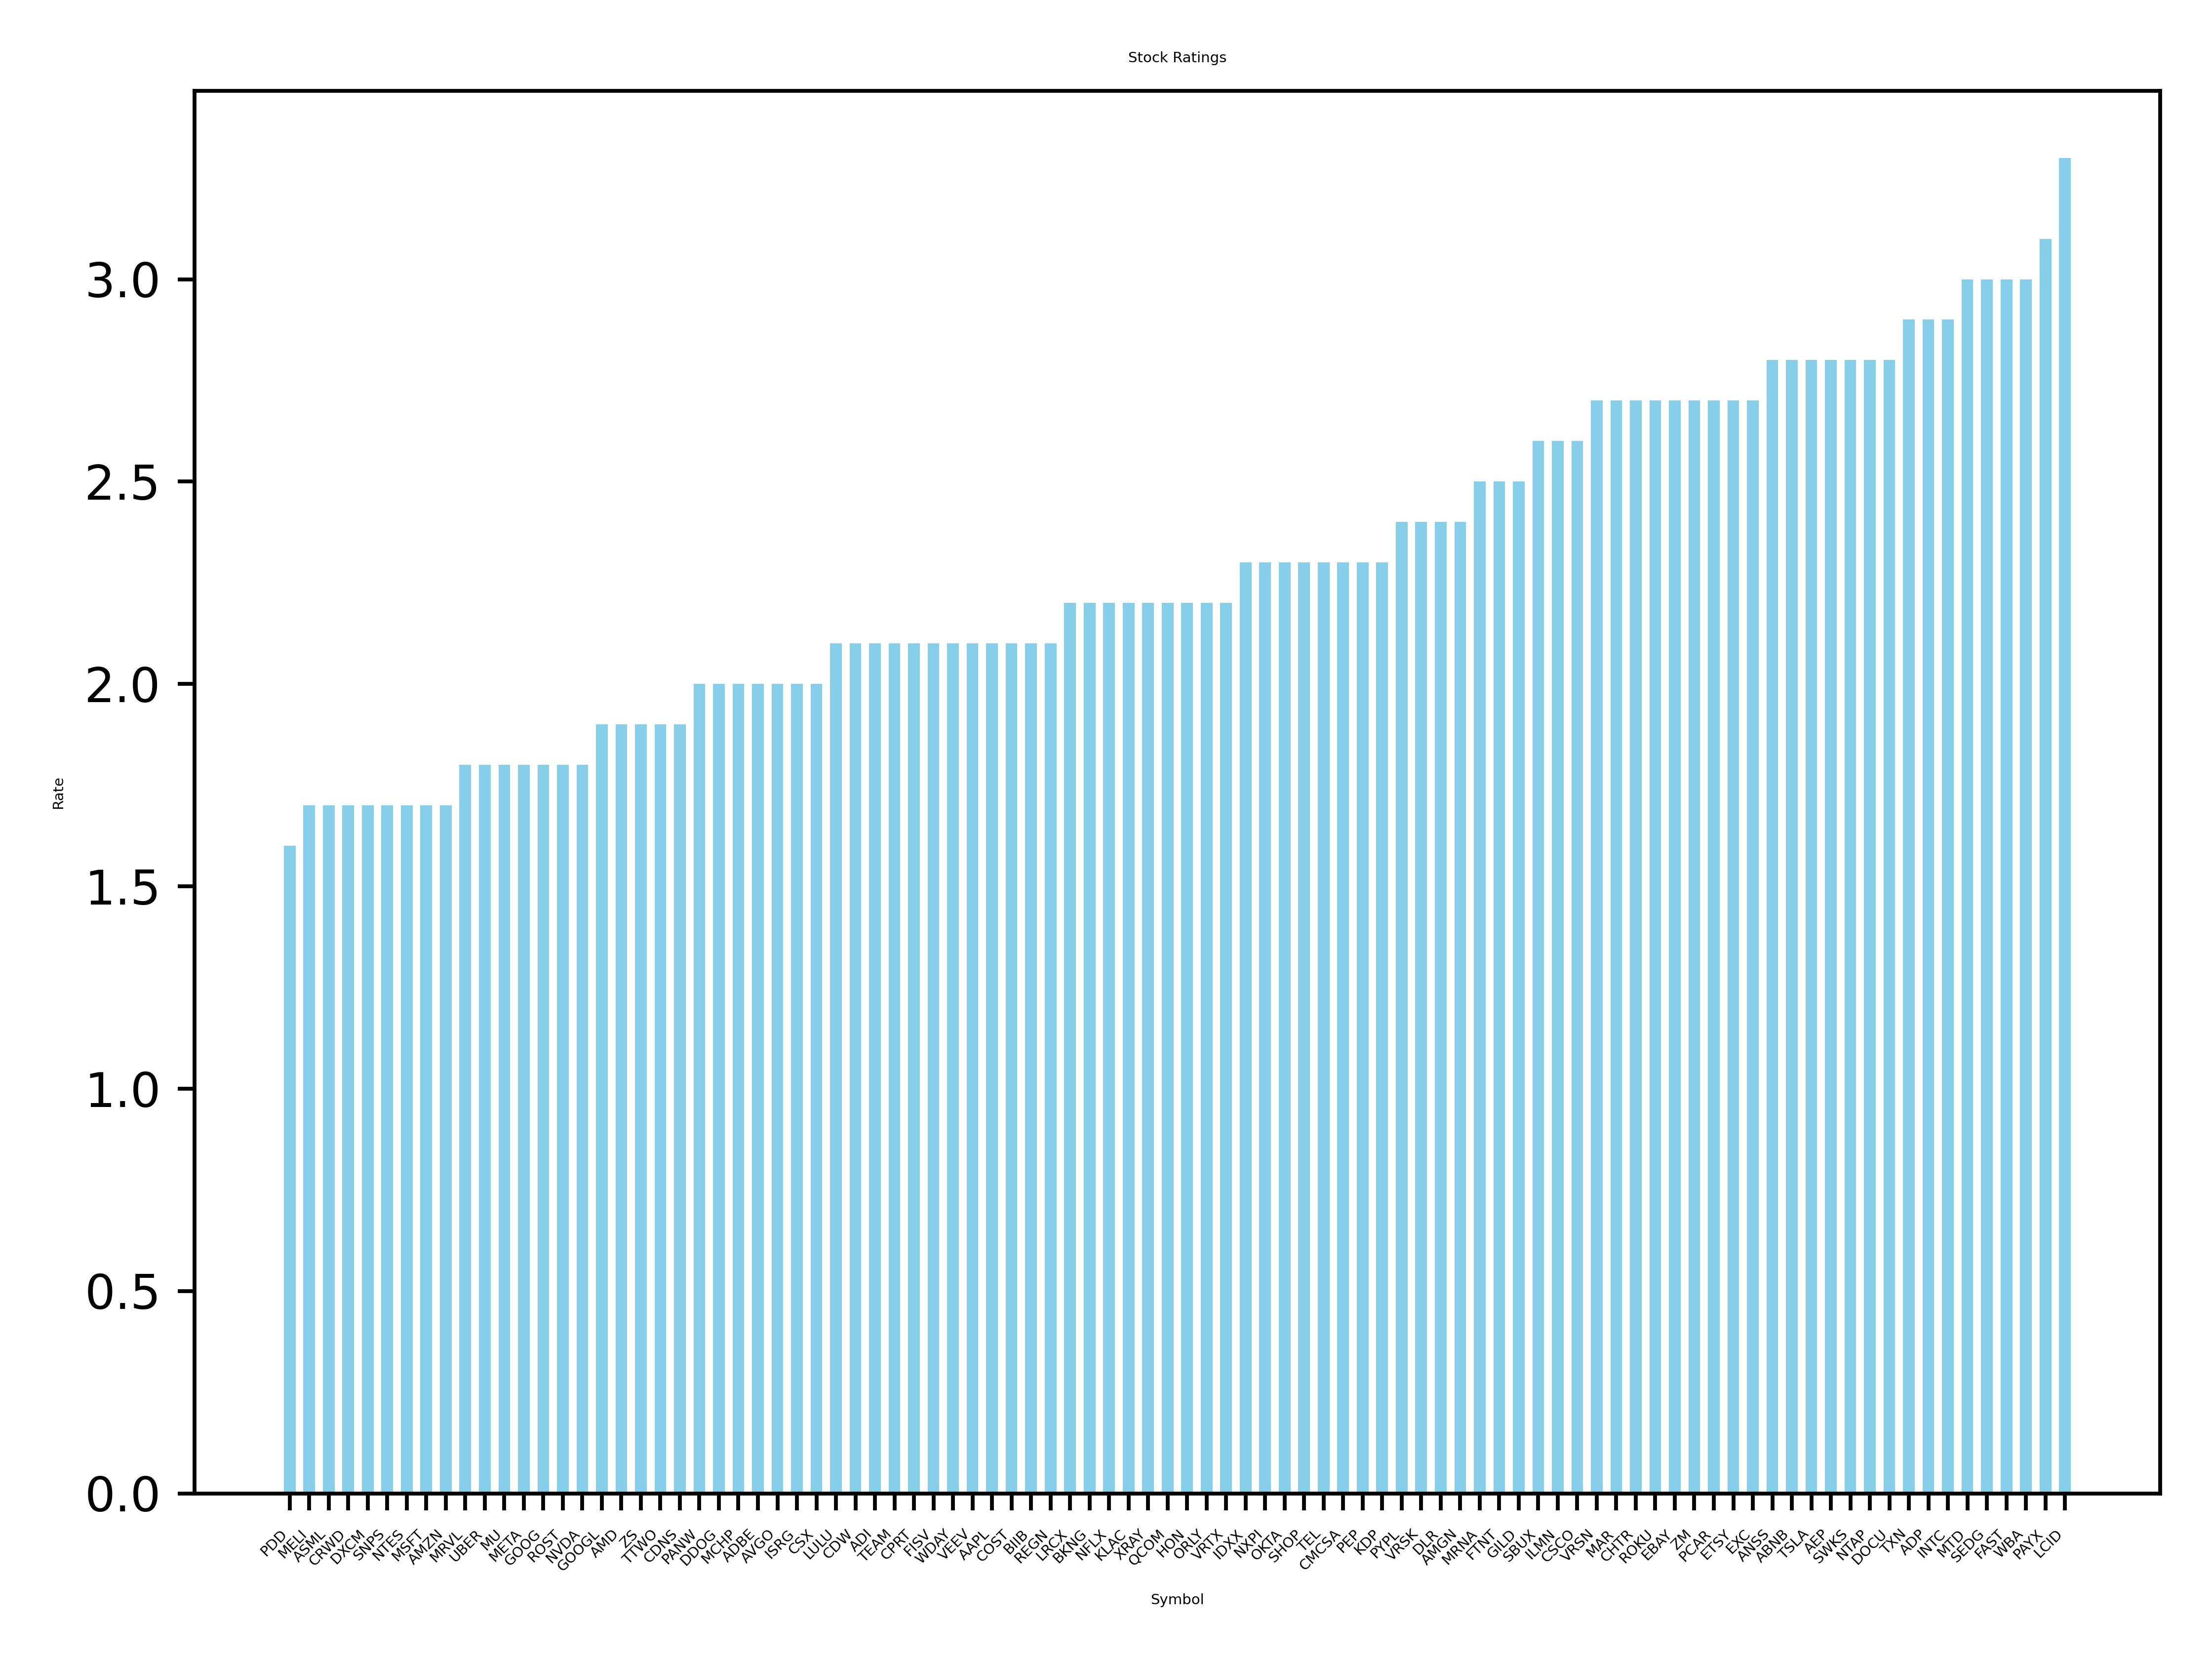 Stock Ratings
3.0
2.5
2.0
1.5
1.0
0.5
0.0
Rate
PDD
MELI
ASML
CRWD
DXCM
SNPS
NTES
MSFT
AMZN
MRVL
UBER
MU
META
GOOG
ROST
NVDA
GOOGL
AMD
ZS
TTWO
CDNS
PANW
DDOG
MCHP
ADBE
AVGO
ISRG
CSX
LULU
CDW
ADI
TEAM
CPRT
FISV
WDAY
VEEV
AAPL
COST
BIIB
REGN
LRCX
BKNG
NFLX
KLAC
XRAY
QCOM
HON
ORLY
VRTX
IDXX
NXPI
OKTA
SHOP
TEL
CMCSA
PEP
KDP
PYPL
VRSK
DLR
AMGN
MRNA
FTNT
GILD
SBUX
ILMN
CSCO
VRSN
MAR
CHTR
ROKU
EBAY
ZM
PCAR
ETSY
EXC
ANSS
ABNB
TSLA
AEP
SWKS
NTAP
DOCU
TXN
ADP
INTC
MTD
SEDG
FAST
WBA
PAYX
LCID
Symbol